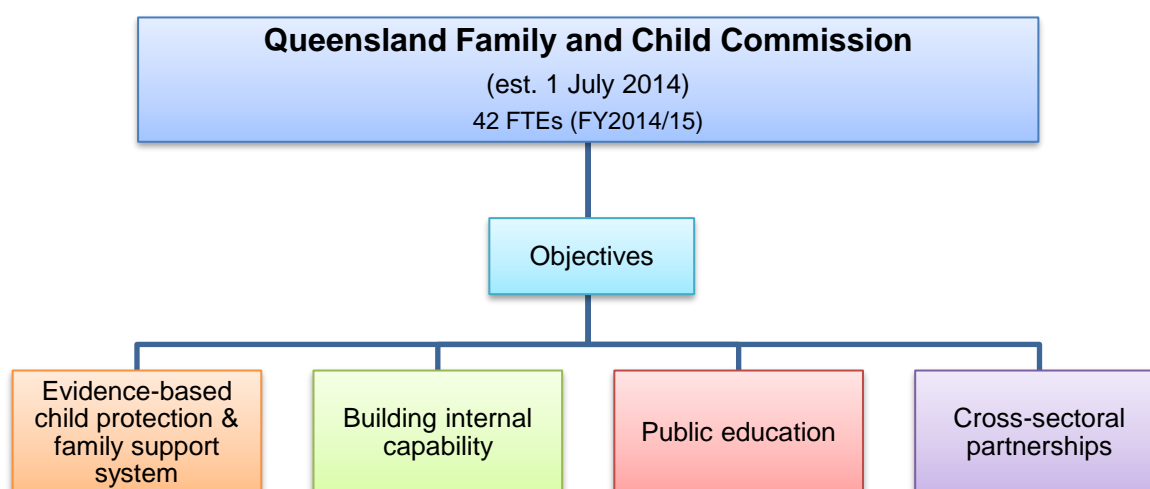 Queensland Family and Child Commission
(est. 1 July 2014)
42 FTEs (FY2014/15)
Objectives
Evidence-based
child protection &
family support
system
Building internal
capability
Public education
Cross-sectoral
partnerships